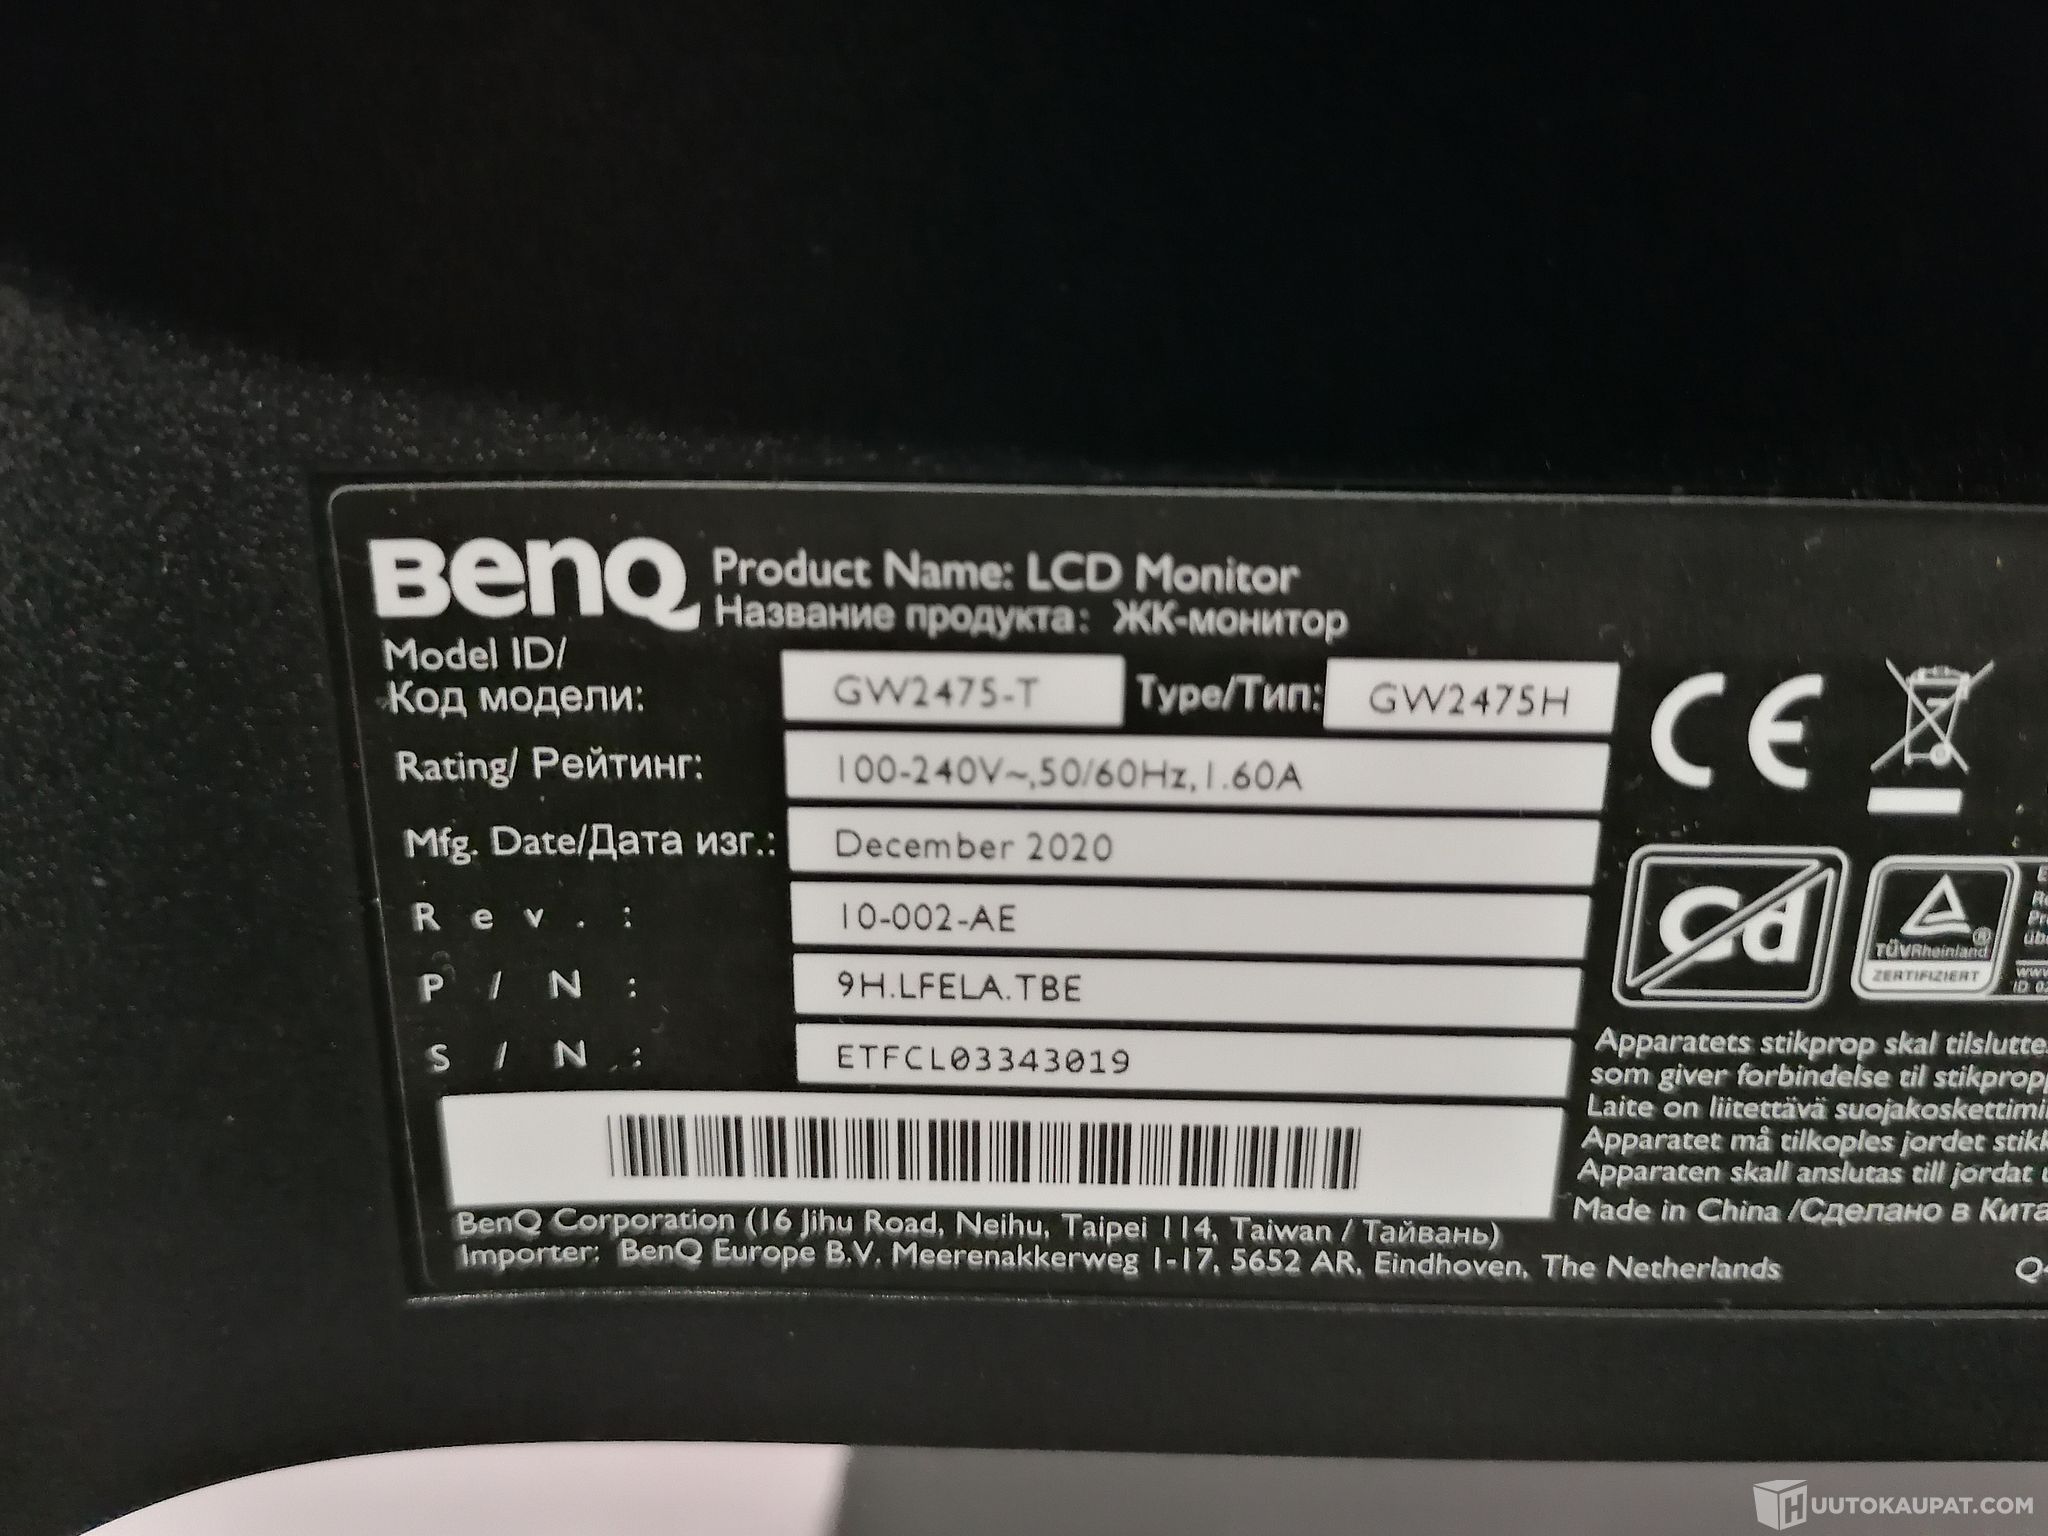 BenQ Product Name: LCD Monitor
Название продукта: ЖК-монитор
Model ID/
Код модели: GW2475-T Type/Тип: GW2475H
Rating/ Рейтинг: 100-240V~,50/60Hz,1.60A
Mfg. Date/Дата изг.: December 2020
Rev.: 10-002-AE
P/N: 9H.LFELA.TBE
S/N.: ETFCL03343019
CE
Cd
TÜVRheinland®
ZERTIFIZIERT
www
ID 02
Apparatets stikprop skal tilslutte
som giver forbindelse til stikprop
Laite on liitettävä suojakoskettimi
Apparatet må tilkoples jordet stikk
Apparaten skall anslutas till jordat u
Made in China /Сделано в Кита
BenQ Corporation (16 Jihu Road, Neihu, Taipei 114, Taiwan / Тайвань)
Importer: BenQ Europe B.V. Meerenakkerweg 1-17, 5652 AR, Eindhoven, The Netherlands
HUUTOKAUPAT.COM